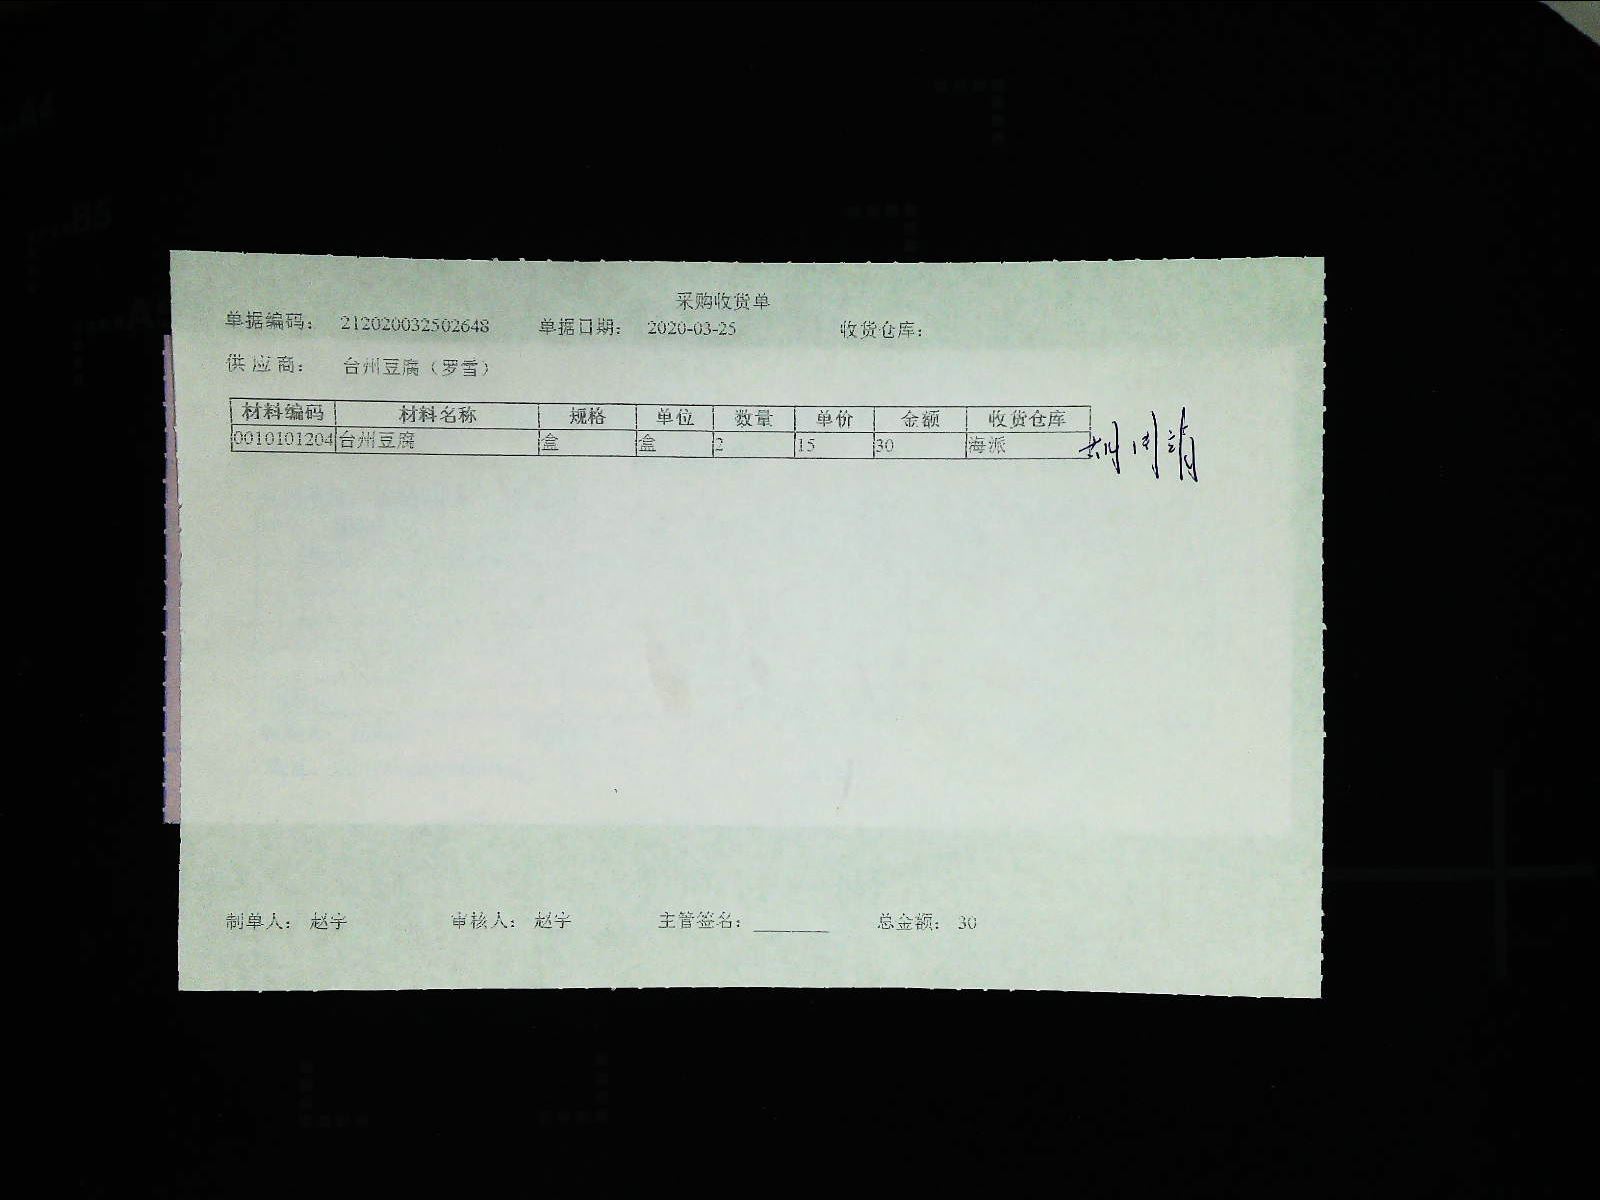 采购收货单
单据编码： 212020032502648 单据日期： 2020-03-25 收货仓库：
供应商： 台州豆腐（罗雪）
材料编码 材料名称 规格 单位 数量 单价 金额 收货仓库
0010101204 台州豆腐 盒 盒 2 15 30 海派
制单人： 赵宇 审核人： 赵宇 主管签名：________ 总金额： 30